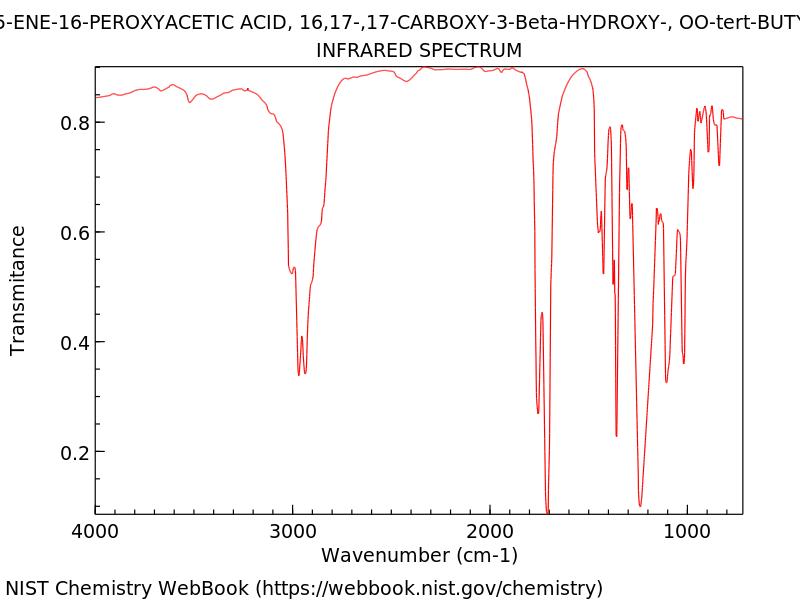 5-ENE-16-PEROXYACETIC ACID, 16,17-,17-CARBOXY-3-Beta-HYDROXY-, OO-tert-BUTY
INFRARED SPECTRUM
0.8
0.6
0.4
0.2
Transmitance
4000 3000 2000 1000
Wavenumber (cm-1)
NIST Chemistry WebBook (https://webbook.nist.gov/chemistry)